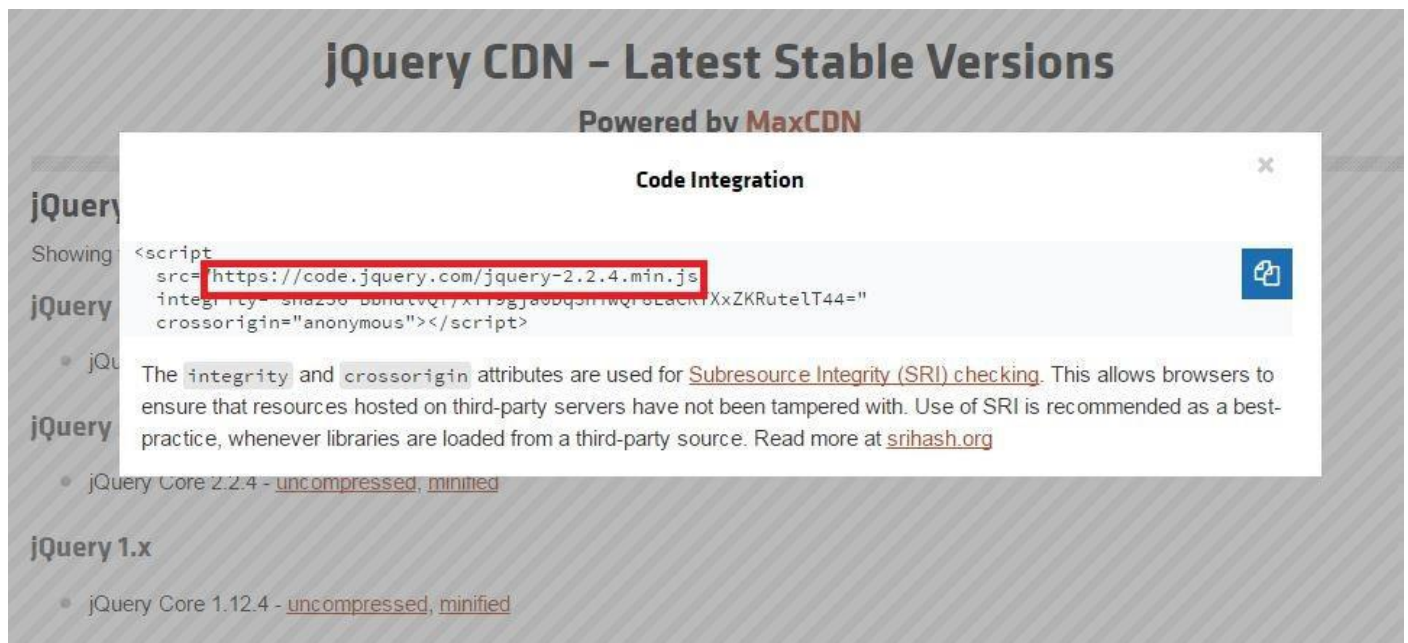 jQuery CDN – Latest Stable Versions
Powered by MaxCDN
Code Integration
×
jQuery
Showing
<script
src="https://code.jquery.com/jquery-2.2.4.min.js
XxZKRutelT44="
crossorigin="anonymous"></script>
jQuery
jQu
The integrity and crossorigin attributes are used for Subresource Integrity (SRI) checking. This allows browsers to
ensure that resources hosted on third-party servers have not been tampered with. Use of SRI is recommended as a best-
practice, whenever libraries are loaded from a third-party source. Read more at srihash.org
jQuery
jQuery Core 2.2.4 - uncompressed, minified
jQuery 1.x
jQuery Core 1.12.4 - uncompressed, minified